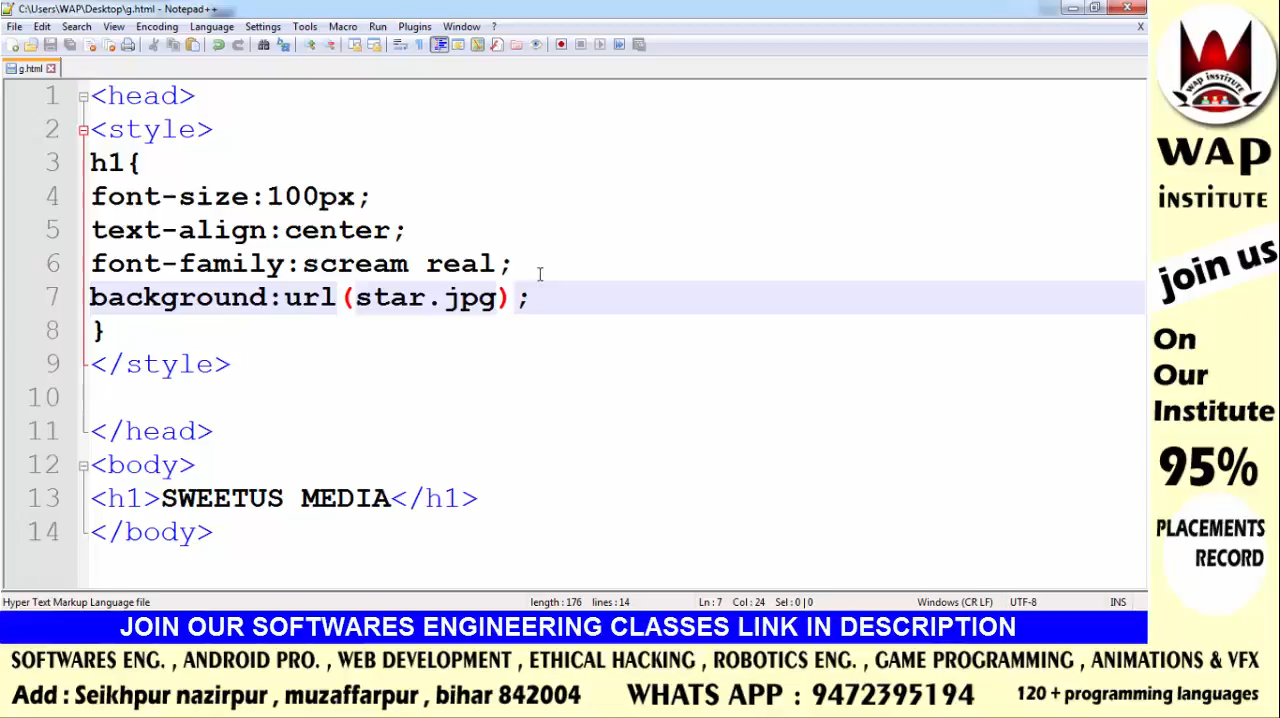 C:\Users\WAP\Desktop\g.html - Notepad++
File Edit Search View Encoding Language Settings Tools Macro Run Plugins Window ?
X
g.html
1 <head>
2 <style>
3 h1{
4 font-size:100px;
5 text-align:center;
6 font-family:scream real;
7 background:url(star.jpg);
8 }
9 </style>
10
11 </head>
12 <body>
13 <h1>SWEETUS MEDIA</h1>
14 </body>
Hyper Text Markup Language file length:176 lines:14 Ln:7 Col:24 Sel:0|0 Windows (CR LF) UTF-8 INS
wap institute
WAP
INSTITUTE
join us
On
Our
Institute
95%
PLACEMENTS
RECORD
JOIN OUR SOFTWARES ENGINEERING CLASSES LINK IN DESCRIPTION
SOFTWARES ENG. , ANDROID PRO. , WEB DEVELOPMENT , ETHICAL HACKING , ROBOTICS ENG. , GAME PROGRAMMING , ANIMATIONS & VFX
Add : Seikhpur nazirpur , muzaffarpur , bihar 842004 WHATS APP : 9472395194 120 + programming languages